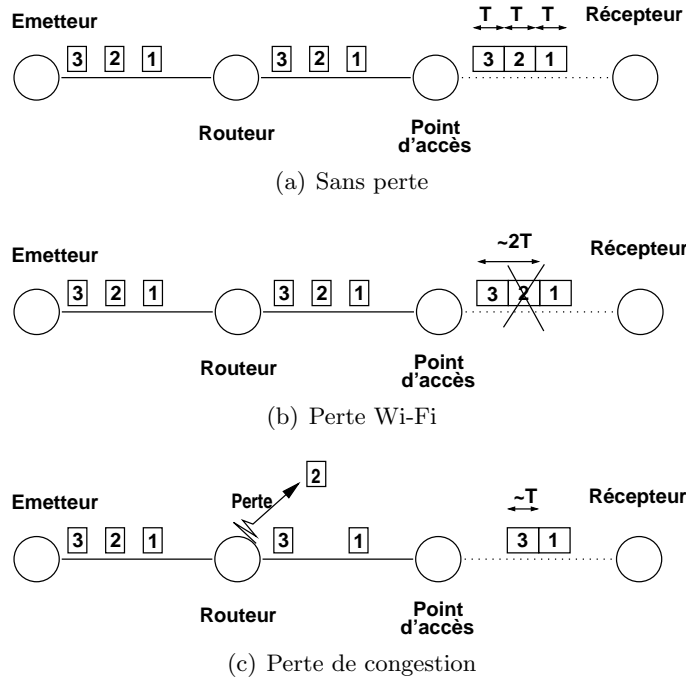 T T T
Emetteur Récepteur
3 2 1 3 2 1 3 2 1
Routeur Point
d'accès
(a) Sans perte
~2T
Emetteur Récepteur
3 2 1 3 2 1 3 2 1
Routeur Point
d'accès
(b) Perte Wi-Fi
2
Emetteur Perte ~T Récepteur
3 2 1 3 1 3 1
Routeur Point
d'accès
(c) Perte de congestion